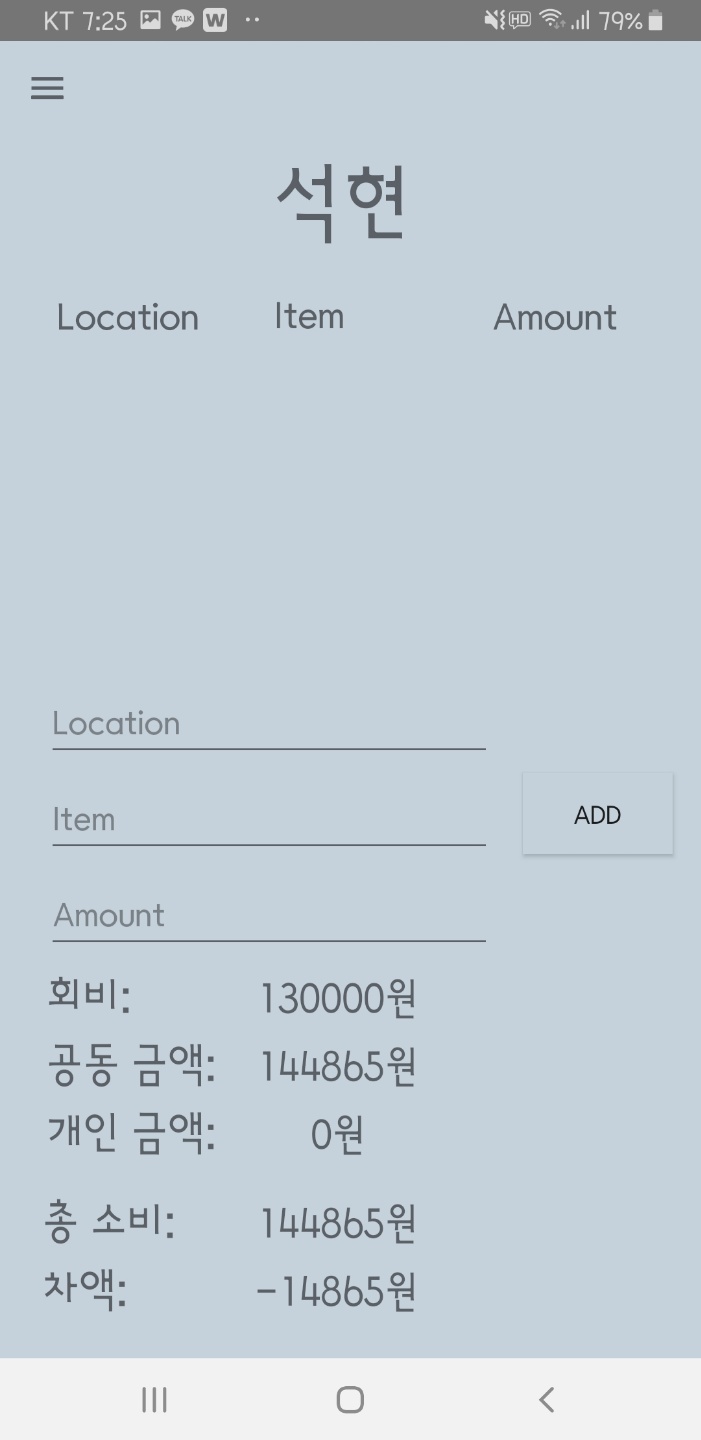 KT 7:25 TALK W HD 79%
석현
Location Item Amount
Location
Item
ADD
Amount
회비: 130000원
공동 금액: 144865원
개인 금액: 0원
총 소비: 144865원
차액: -14865원